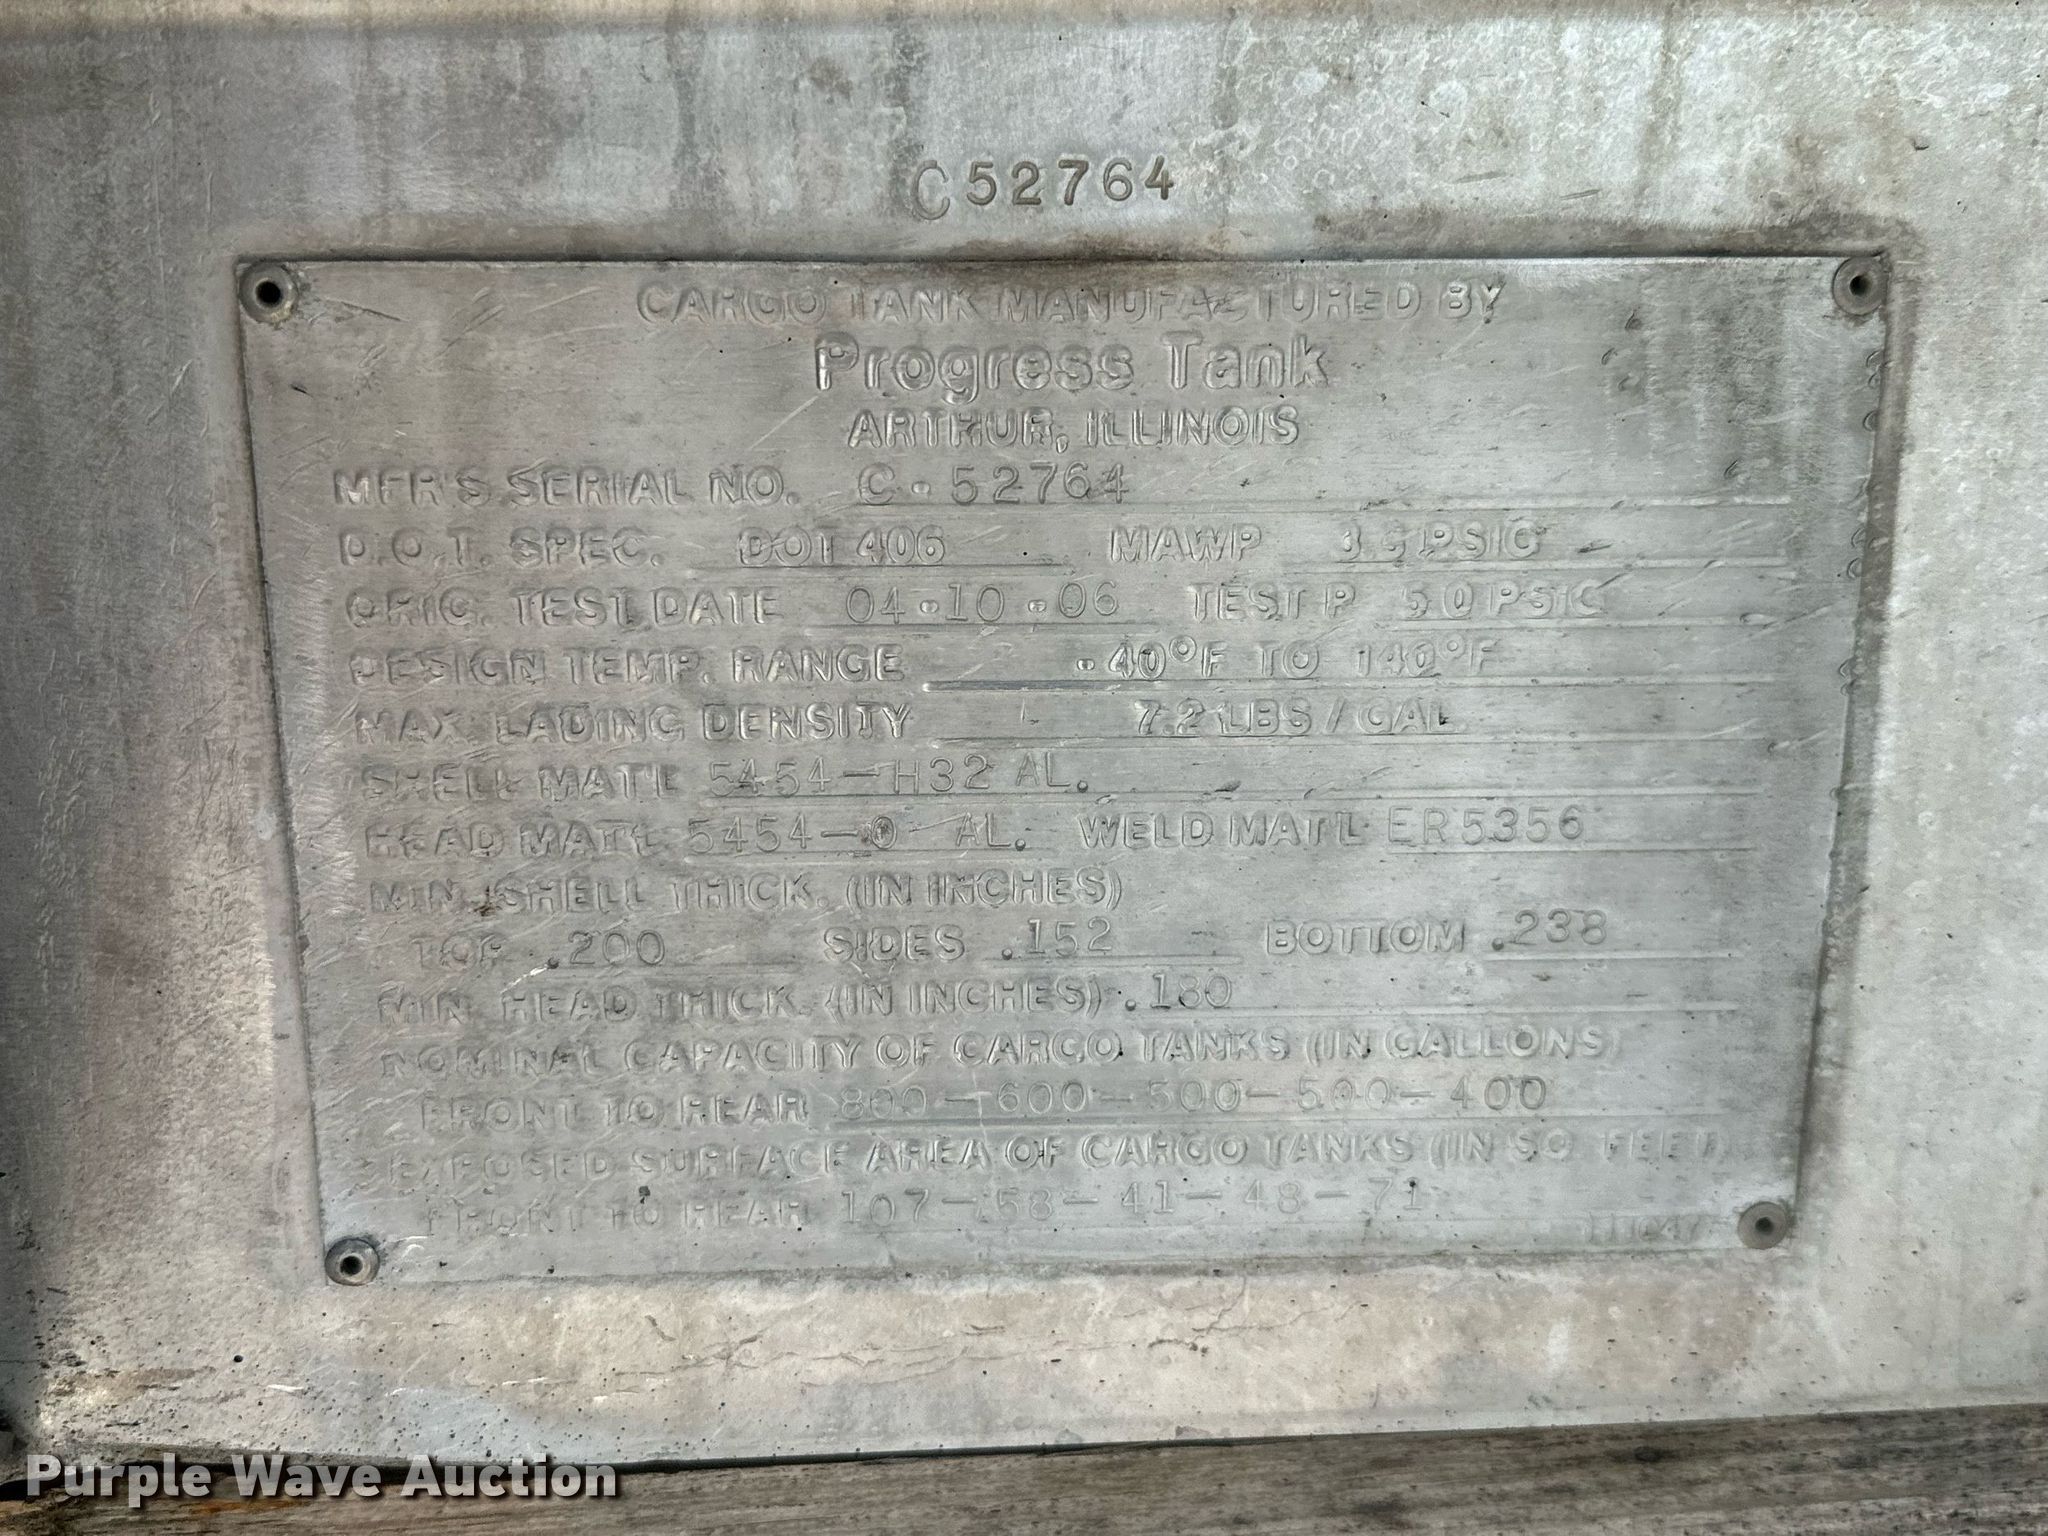 C52764
CARGO TANK MANUFACTURED BY
Progress Tank
ARTHUR, ILLINOIS
MFR'S SERIAL NO. C-52764
D.O.T. SPEC. DOT 406 MAWP 3.3 PSIG
ORIG. TEST DATE 04-10-06 TEST P 5.0 PSIG
DESIGN TEMP. RANGE -40°F TO 140°F
MAX. LADING DENSITY 7.2 LBS/GAL
SHELL MAT'L 5454-H32 AL.
HEAD MAT'L 5454-0 AL. WELD MAT'L ER5356
MIN. SHELL THICK. (IN INCHES)
TOP .200 SIDES .152 BOTTOM .238
MIN. HEAD THICK. (IN INCHES) .180
NOMINAL CAPACITY OF CARGO TANKS (IN GALLONS)
FRONT TO REAR 800-600-500-500-400
EXPOSED SURFACE AREA OF CARGO TANKS (IN SQ. FEET)
FRONT TO REAR 107-58-41-48-71
Purple Wave Auction